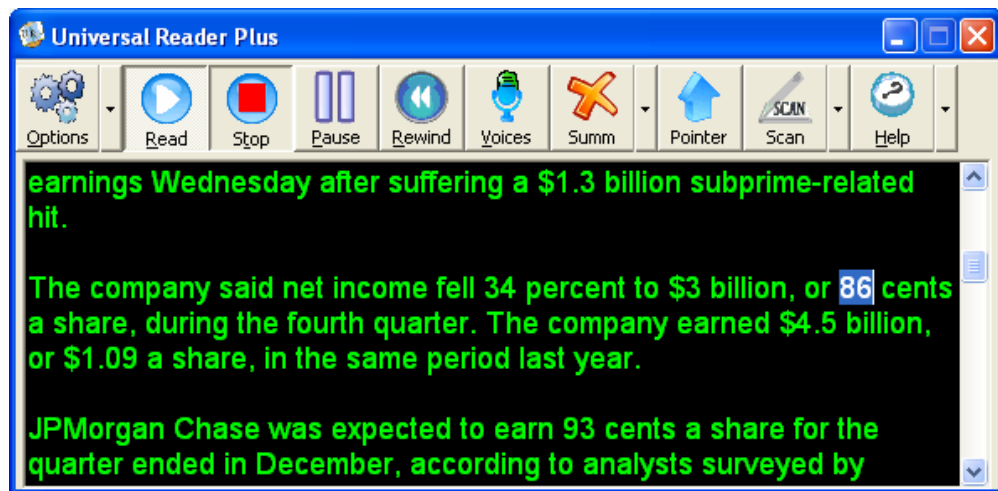 Universal Reader Plus
Options Read Stop Pause Rewind Voices Summ Pointer SCAN Scan Help
earnings Wednesday after suffering a $1.3 billion subprime-related
hit.
The company said net income fell 34 percent to $3 billion, or 86 cents
a share, during the fourth quarter. The company earned $4.5 billion,
or $1.09 a share, in the same period last year.
JPMorgan Chase was expected to earn 93 cents a share for the
quarter ended in December, according to analysts surveyed by